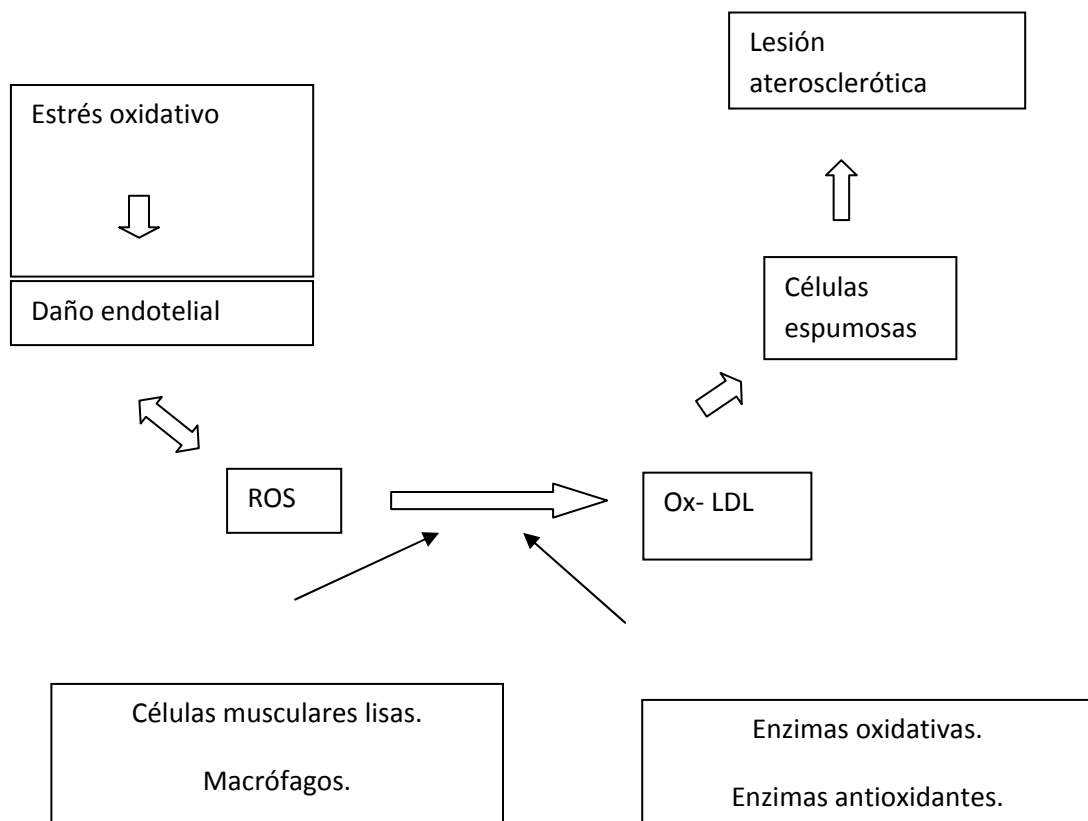 Lesión
aterosclerótica
Estrés oxidativo
Daño endotelial
Células
espumosas
ROS
Ox- LDL
Células musculares lisas.
Macrófagos.
Enzimas oxidativas.
Enzimas antioxidantes.